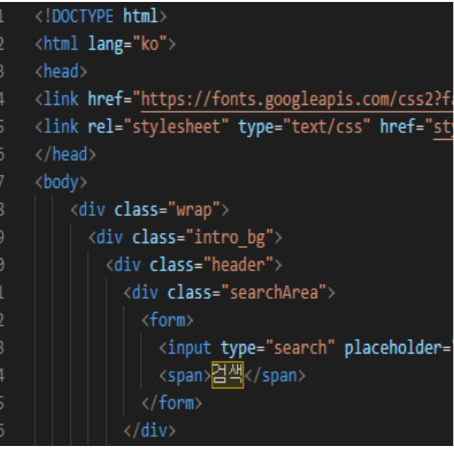 <!DOCTYPE html>
<html lang="ko">
<head>
<link href="https://fonts.googleapis.com/css2?f
<link rel="stylesheet" type="text/css" href="st
</head>
<body>
<div class="wrap">
<div class="intro_bg">
<div class="header">
<div class="searchArea">
<form>
<input type="search" placeholder="
<span>검색</span>
</form>
</div>